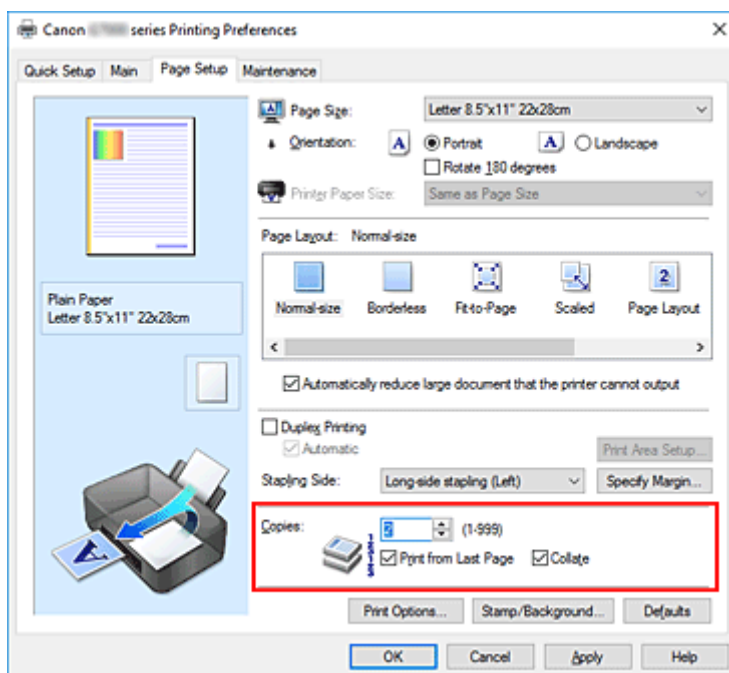 Canon series Printing Preferences
Quick Setup Main Page Setup Maintenance
Page Size: Letter 8.5"x11" 22x28cm
Orientation: A Portrait A Landscape
Rotate 180 degrees
Printer Paper Size: Same as Page Size
Page Layout: Normal-size
Normal-size Borderless Fit-to-Page Scaled 2 Page Layout
Plain Paper
Letter 8.5"x11" 22x28cm
Automatically reduce large document that the printer cannot output
Duplex Printing
Automatic Print Area Setup...
Stapling Side: Long-side stapling (Left) Specify Margin...
Copies: 2 (1-999)
Print from Last Page Collate
A
Print Options... Stamp/Background... Defaults
OK Cancel Apply Help